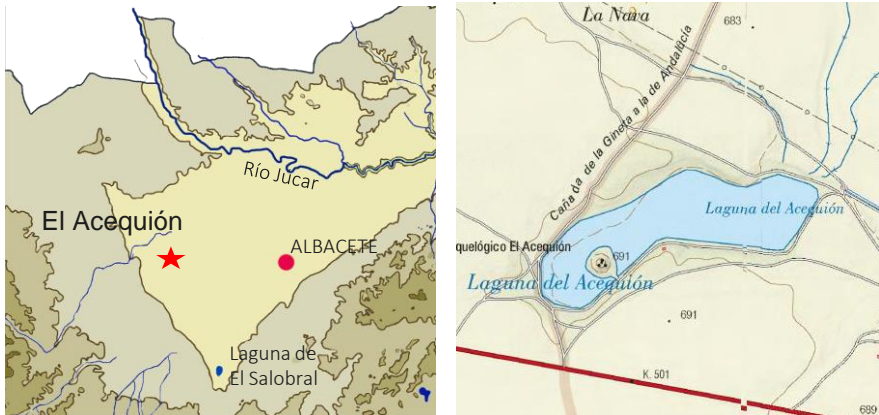 Río Júcar
El Acequión
ALBACETE
Laguna de
El Salobral
La Nava
683
Cañada de la Gineta a la de Andalucía
Laguna del Acequión
quelógico El Acequión
691
Laguna del Acequión
691
K. 501
689